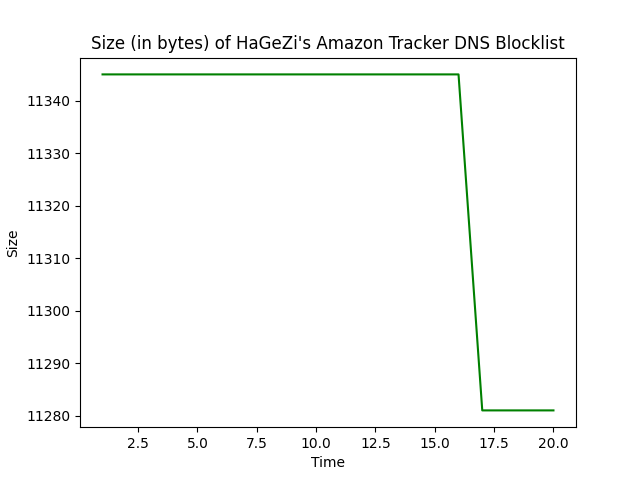 Size (in bytes) of HaGeZi's Amazon Tracker DNS Blocklist
11340
11330
11320
11310
11300
11290
11280
Size
2.5 5.0 7.5 10.0 12.5 15.0 17.5 20.0
Time